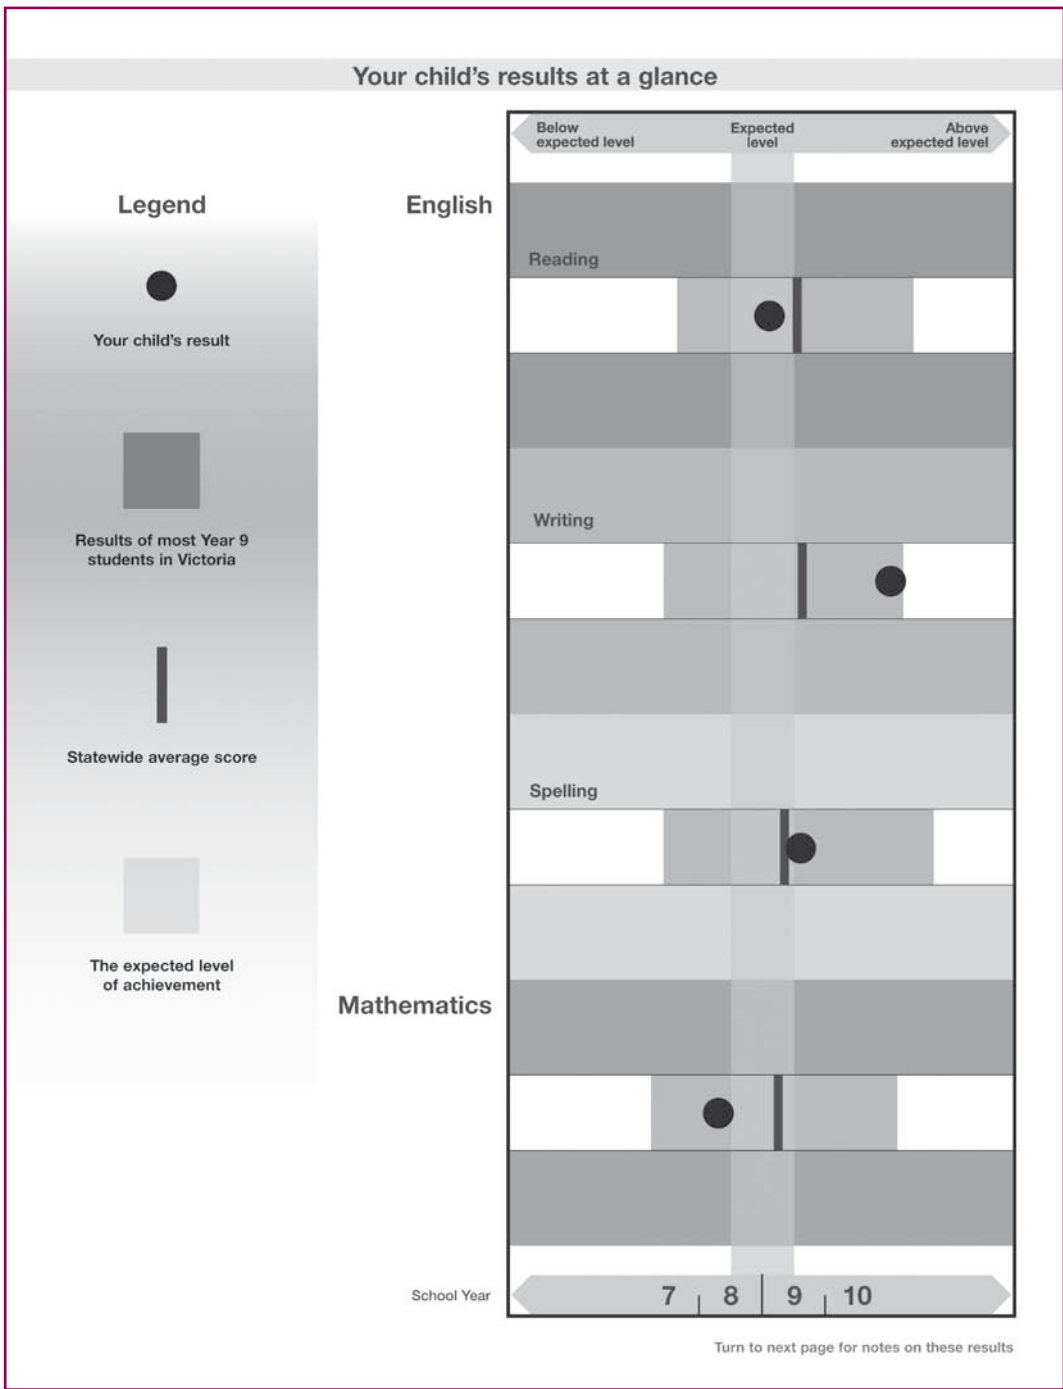 Your child's results at a glance
Below
expected level
Expected
level
Above
expected level
Legend
English
Reading
Your child's result
Writing
Results of most Year 9
students in Victoria
Statewide average score
Spelling
The expected level
of achievement
Mathematics
School Year
7 8 9 10
Turn to next page for notes on these results